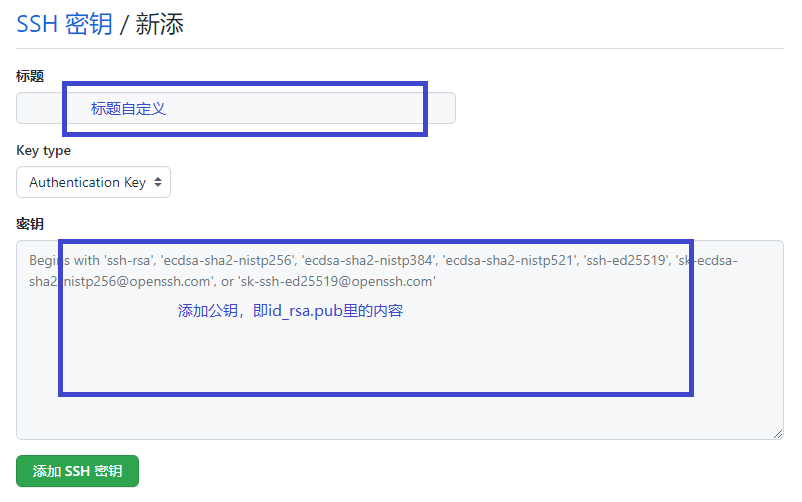 SSH 密钥 / 新添
标题
标题自定义
Key type
Authentication Key
密钥
Begins with 'ssh-rsa', 'ecdsa-sha2-nistp256', 'ecdsa-sha2-nistp384', 'ecdsa-sha2-nistp521', 'ssh-ed25519', 'sk-ecdsa-
sha2-nistp256@openssh.com', or 'sk-ssh-ed25519@openssh.com'
添加公钥，即id_rsa.pub里的内容
添加 SSH 密钥